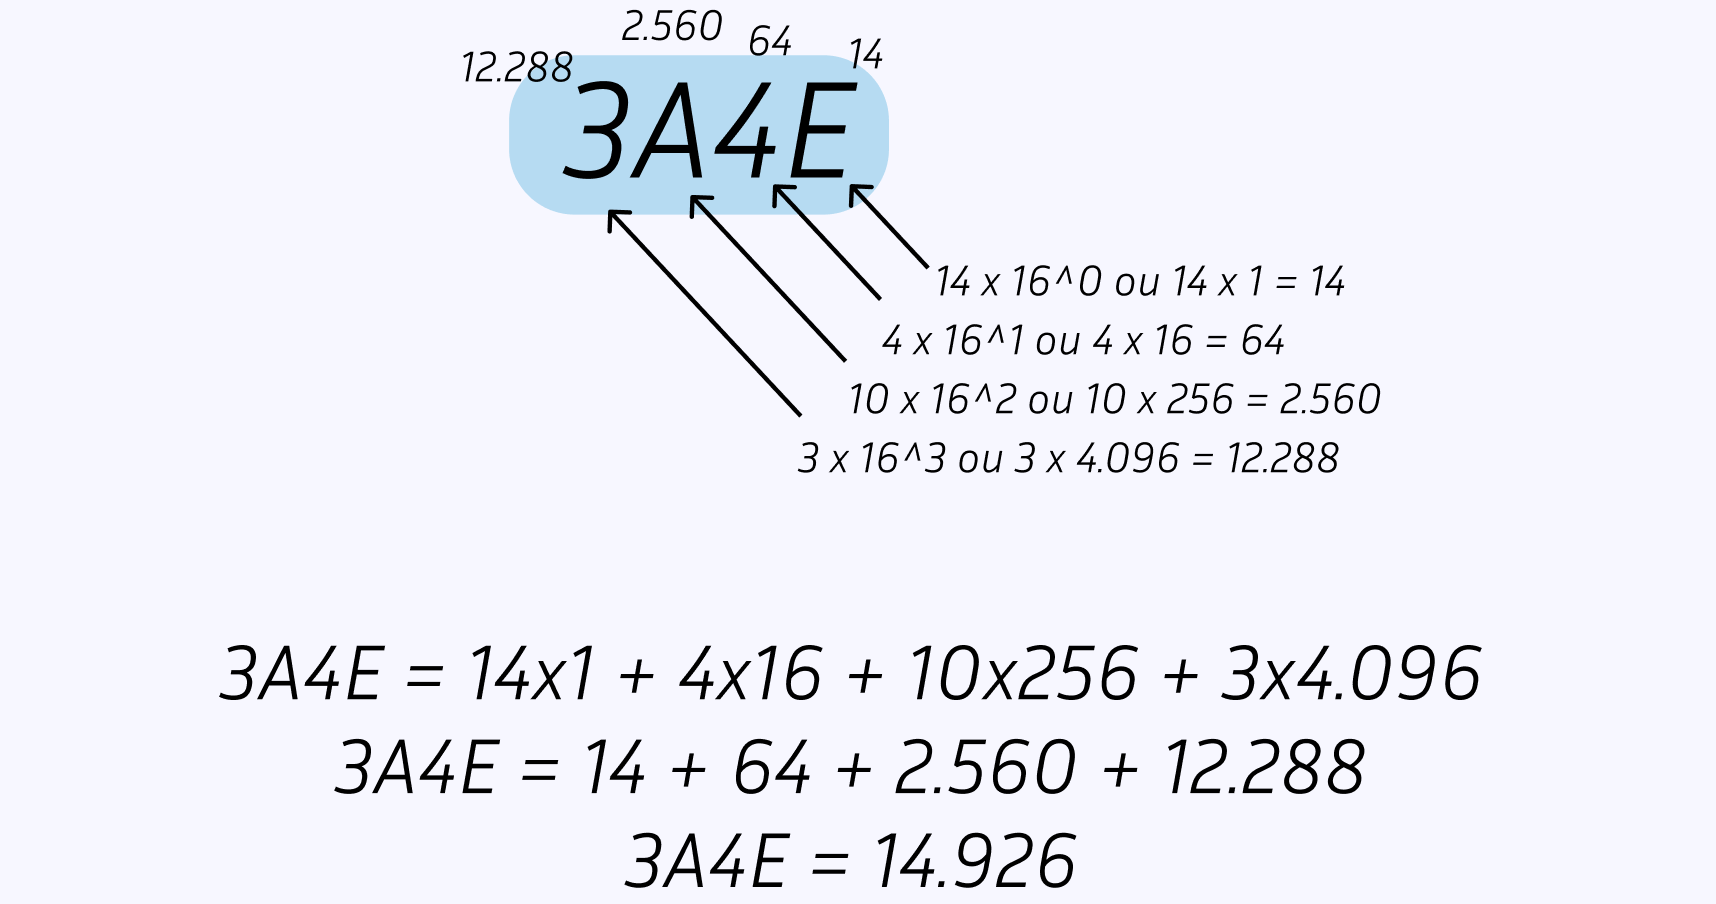 2.560
64
14
12.288
3A4E
14 x 16^0 ou 14 x 1 = 14
4 x 16^1 ou 4 x 16 = 64
10 x 16^2 ou 10 x 256 = 2.560
3 x 16^3 ou 3 x 4.096 = 12.288
3A4E = 14x1 + 4x16 + 10x256 + 3x4.096
3A4E = 14 + 64 + 2.560 + 12.288
3A4E = 14.926